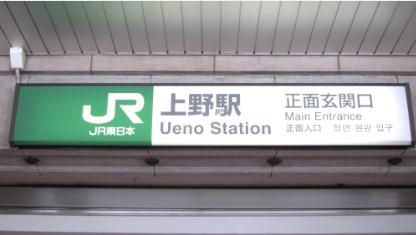 JR
JR東日本
上野駅
Ueno Station
正面玄関口
Main Entrance
正面入口 정면 현관 입구